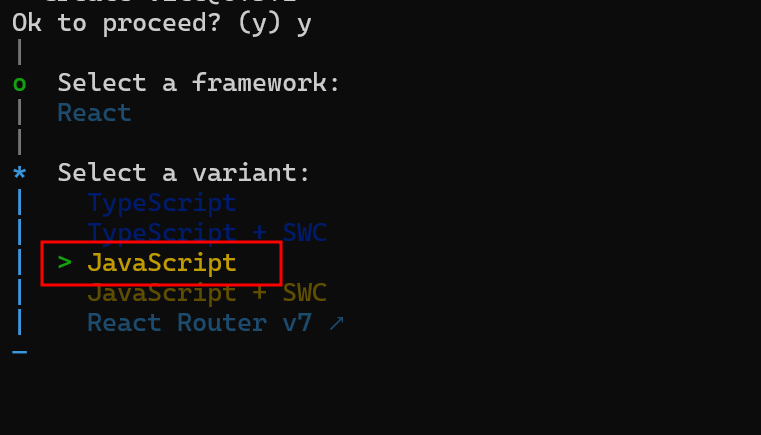 Ok to proceed? (y) y
o Select a framework:
React
* Select a variant:
TypeScript
TypeScript + SWC
> JavaScript
JavaScript + SWC
React Router v7 ↗